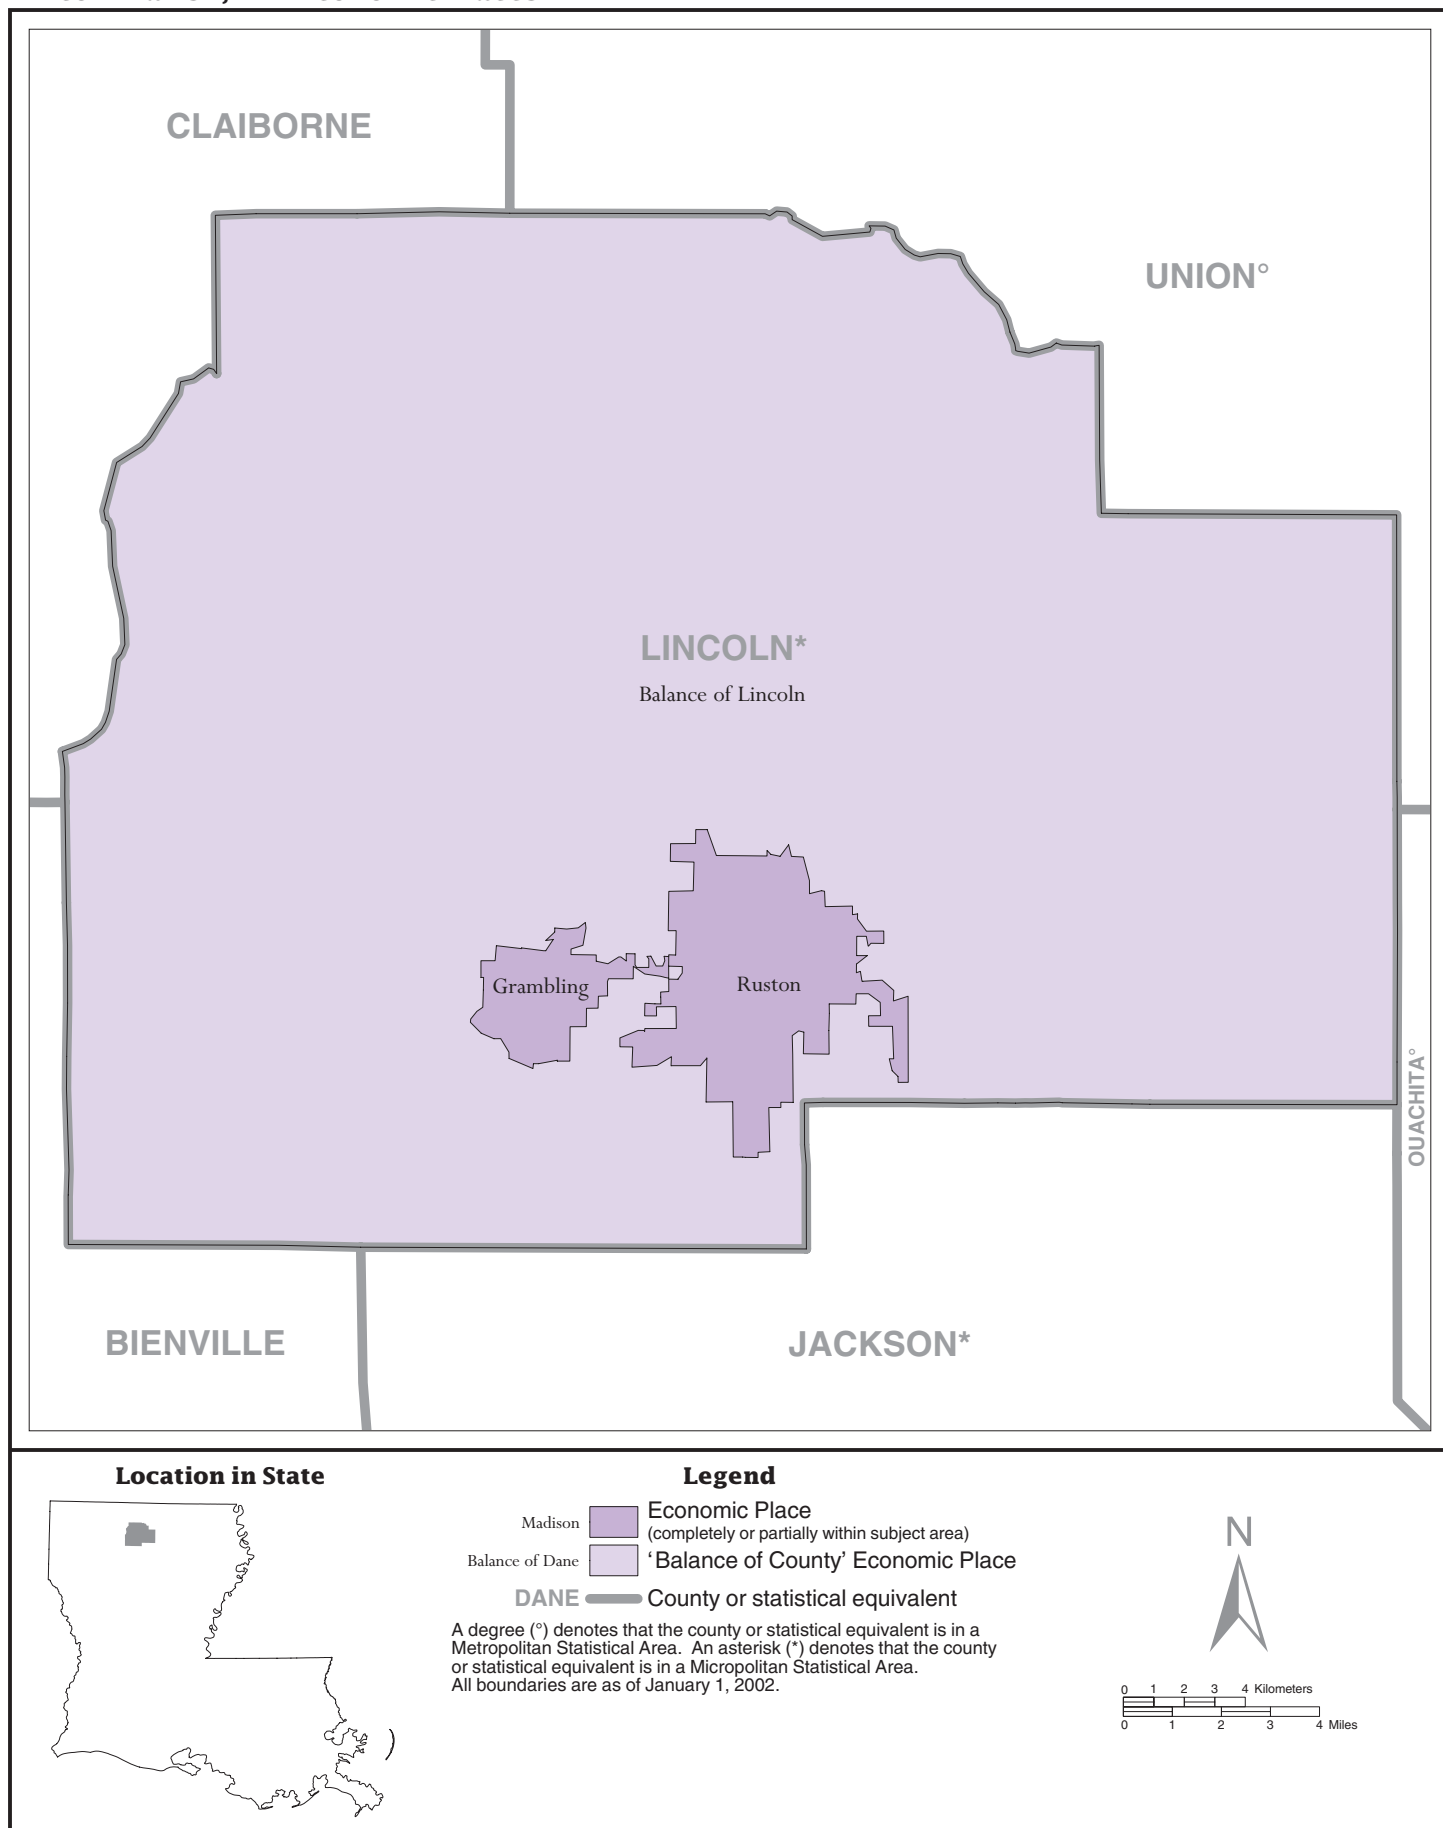 CLAIBORNE
UNION°
LINCOLN*
Balance of Lincoln
Grambling
Ruston
OUACHITA°
BIENVILLE
JACKSON*
Location in State
Legend
Madison
Economic Place
(completely or partially within subject area)
Balance of Dane
‘Balance of County’ Economic Place
DANE
County or statistical equivalent
A degree (°) denotes that the county or statistical equivalent is in a
Metropolitan Statistical Area. An asterisk (*) denotes that the county
or statistical equivalent is in a Micropolitan Statistical Area.
All boundaries are as of January 1, 2002.
N
0 1 2 3 4 Kilometers
0 1 2 3 4 Miles